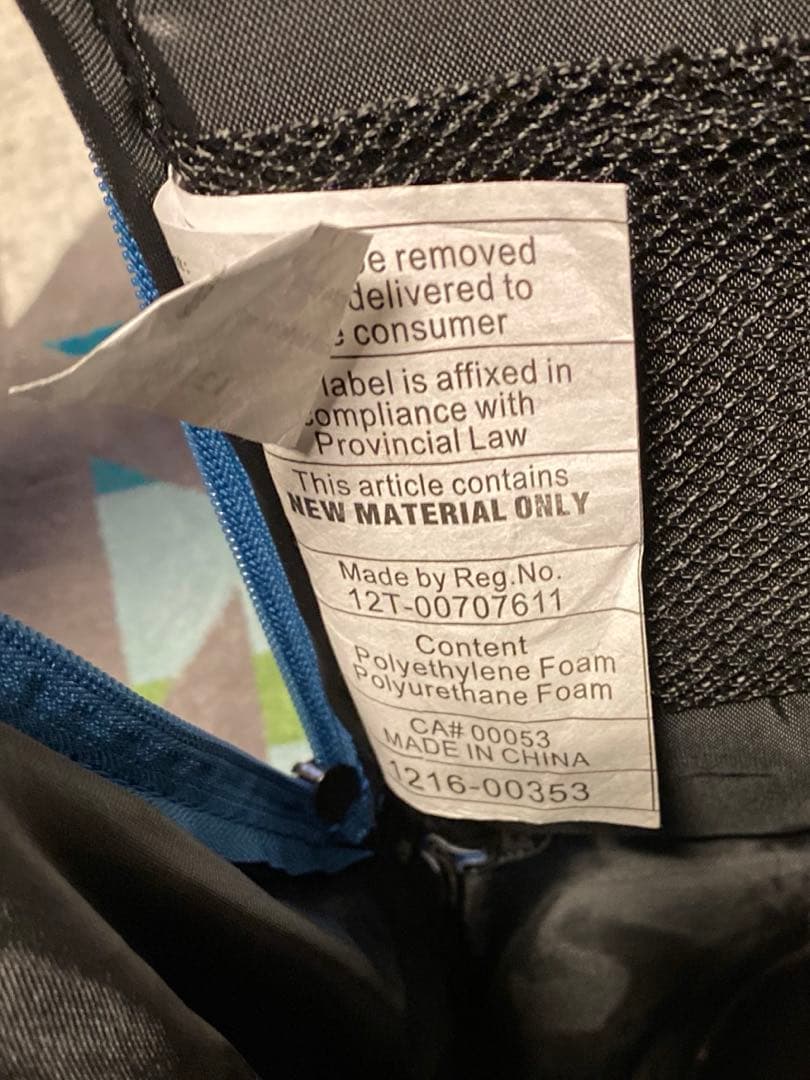 removed
delivered to
consumer
label is affixed in
compliance with
Provincial Law
This article contains
NEW MATERIAL ONLY
Made by Reg.No.
12T-00707611
Content
Polyethylene Foam
Polyurethane Foam
CA# 00053
MADE IN CHINA
1216-00353